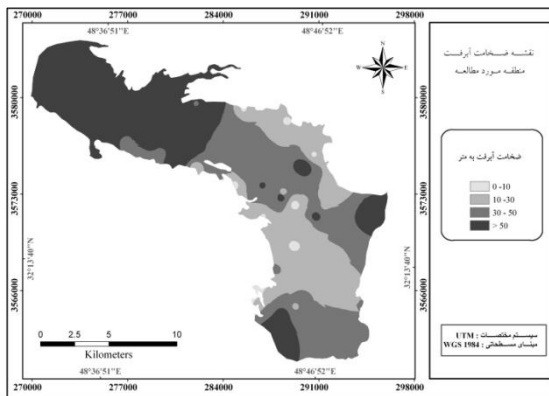 270000 277000 284000 291000 298000
48°36'51"E 48°46'52"E
3580000 3580000
3573000 3573000
32°13'40"N 32°13'40"N
3566000 3566000
N
W E
S
0 2.5 5 10
Kilometers
48°36'51"E 48°46'52"E
270000 277000 284000 291000 298000
نقشه ضخامت آبرفت
منطقه مورد مطالعه
ضخامت آبرفت به متر
0 -10
10 -30
30 - 50
> 50
سیستم مختصات : UTM
مبنای مسطحاتی : WGS 1984